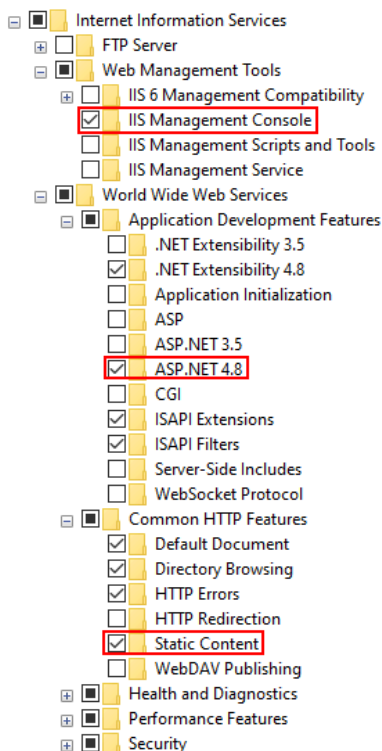 Internet Information Services
FTP Server
Web Management Tools
IIS 6 Management Compatibility
IIS Management Console
IIS Management Scripts and Tools
IIS Management Service
World Wide Web Services
Application Development Features
.NET Extensibility 3.5
.NET Extensibility 4.8
Application Initialization
ASP
ASP.NET 3.5
ASP.NET 4.8
CGI
ISAPI Extensions
ISAPI Filters
Server-Side Includes
WebSocket Protocol
Common HTTP Features
Default Document
Directory Browsing
HTTP Errors
HTTP Redirection
Static Content
WebDAV Publishing
Health and Diagnostics
Performance Features
Security